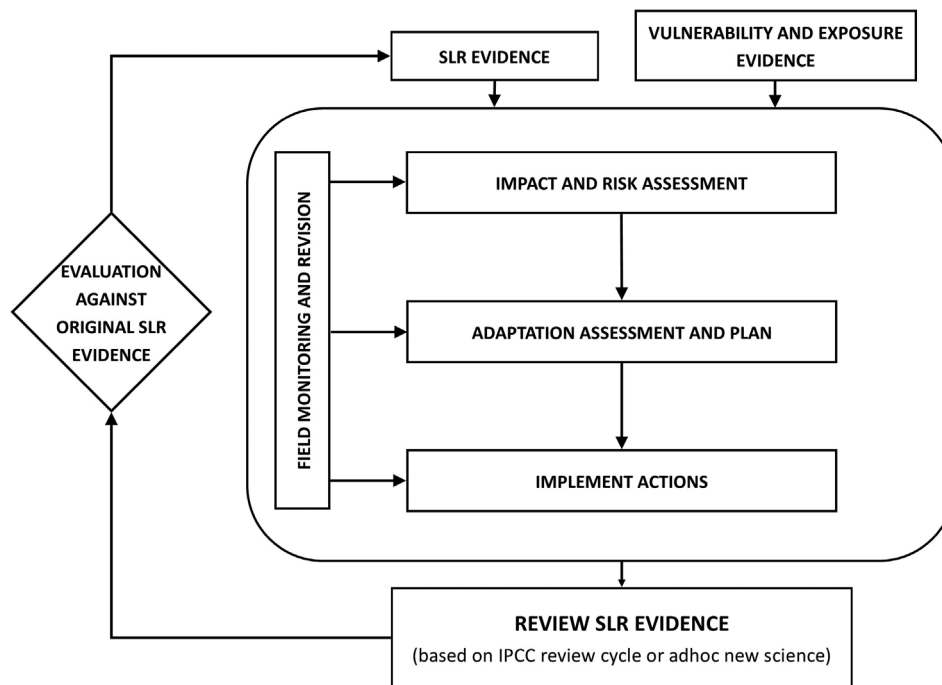 SLR EVIDENCE
VULNERABILITY AND EXPOSURE
EVIDENCE
FIELD MONITORING AND REVISION
IMPACT AND RISK ASSESSMENT
ADAPTATION ASSESSMENT AND PLAN
IMPLEMENT ACTIONS
EVALUATION
AGAINST
ORIGINAL SLR
EVIDENCE
REVIEW SLR EVIDENCE
(based on IPCC review cycle or adhoc new science)